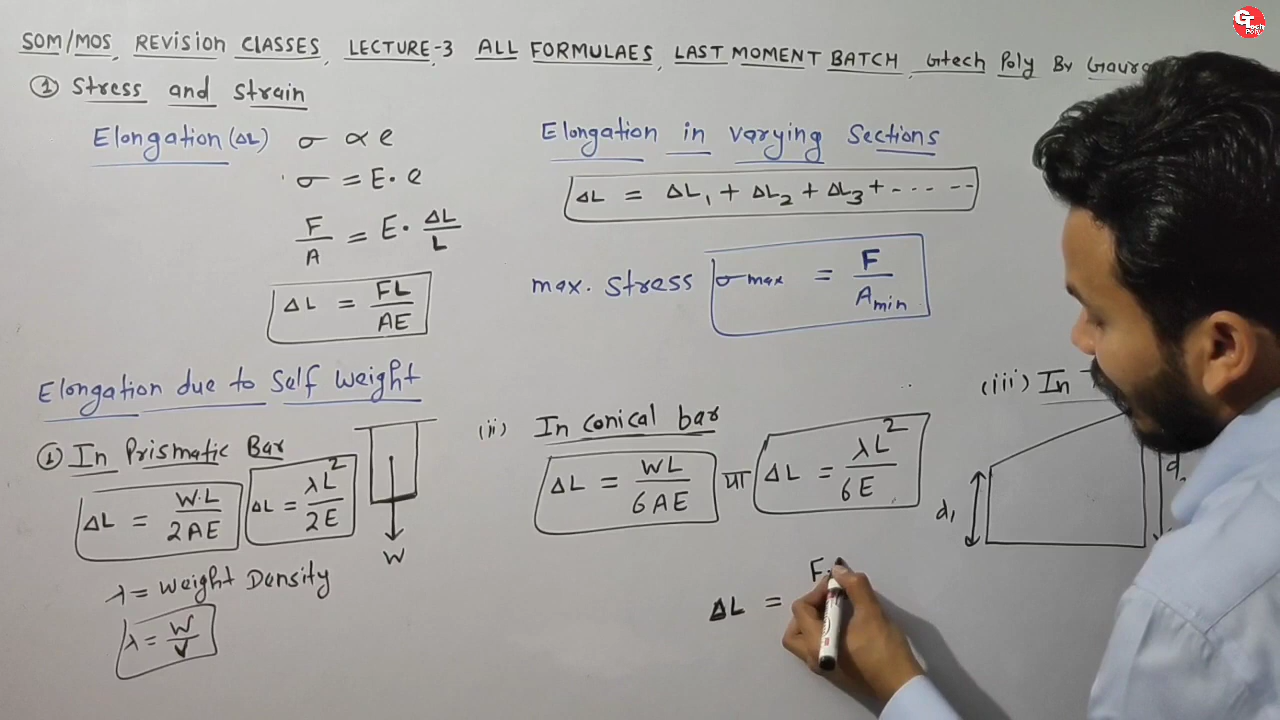 SOM/MOS, REVISION CLASSES, LECTURE-3 ALL FORMULAES, LAST MOMENT BATCH, Gtech Poly By
GTech Poly
① Stress and strain
Elongation (ΔL) σ ∝ e
σ = E·e
F/A = E· ΔL/L
ΔL = FL/AE
Elongation in varying Sections
ΔL = ΔL₁ + ΔL₂ + ΔL₃ + ------
max. Stress σmax = F/Amin
Elongation due to Self Weight
① In Prismatic Bar
ΔL = W·L/2AE ΔL = λL²/2E
W
λ = Weight Density
λ = W/V
(ii) In Conical bar
ΔL = WL/6AE या ΔL = λL²/6E
(iii) In
d₁
d₂
ΔL = F.